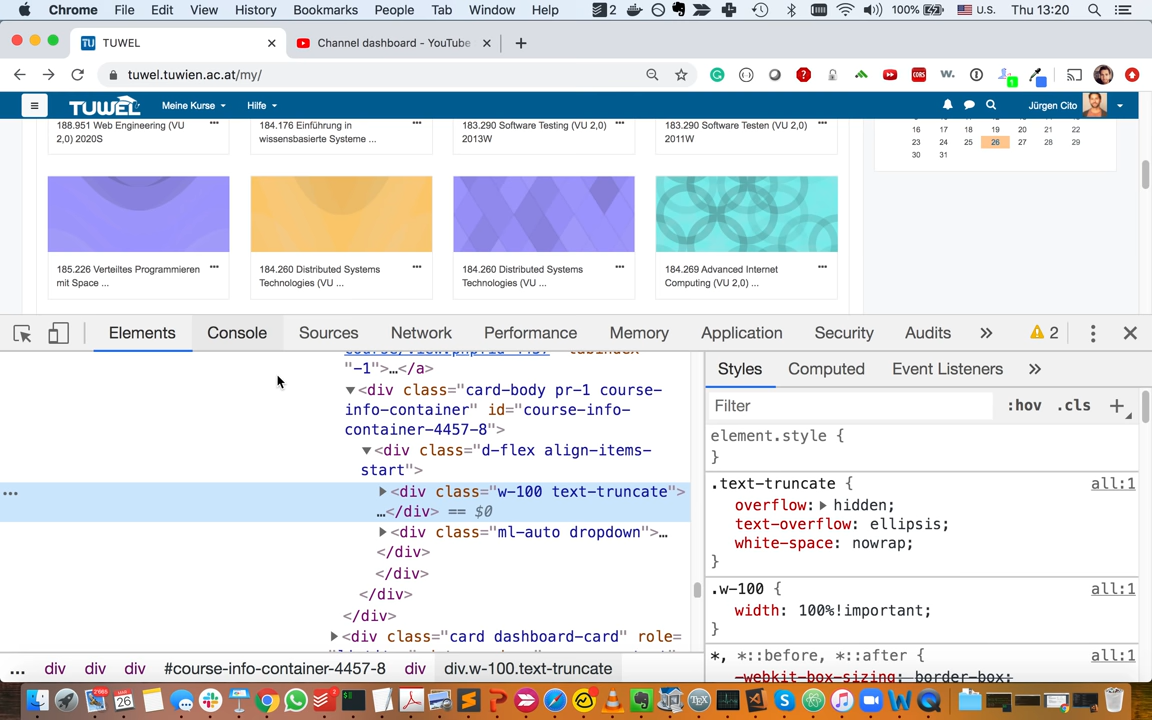 Chrome File Edit View History Bookmarks People Tab Window Help 2 100% U.S. Thu 13:20
TUWEL Channel dashboard - YouTube
tuwel.tuwien.ac.at/my/
TUWEL Meine Kurse Hilfe Jürgen Cito
188.951 Web Engineering (VU
2,0) 2020S
184.176 Einführung in
wissensbasierte Systeme ...
183.290 Software Testing (VU 2,0)
2013W
183.290 Software Testen (VU 2,0)
2011W
16 17 18 19 20 21 22
23 24 25 26 27 28 29
30 31
185.226 Verteiltes Programmieren
mit Space ...
184.260 Distributed Systems
Technologies (VU ...
184.260 Distributed Systems
Technologies (VU ...
184.269 Advanced Internet
Computing (VU 2,0) ...
Elements Console Sources Network Performance Memory Application Security Audits » 2
"-1">…</a>
▼<div class="card-body pr-1 course-
info-container" id="course-info-
container-4457-8">
▼<div class="d-flex align-items-
start">
▶<div class="w-100 text-truncate">
…</div> == $0
▶<div class="ml-auto dropdown">…
</div>
</div>
</div>
</div>
▶<div class="card dashboard-card" role=
... div div div #course-info-container-4457-8 div div.w-100.text-truncate
Styles Computed Event Listeners »
Filter :hov .cls +
element.style {
}
.text-truncate { all:1
overflow: ▶ hidden;
text-overflow: ellipsis;
white-space: nowrap;
}
.w-100 { all:1
width: 100%!important;
}
*, *::before, *::after { all:1
-webkit-box-sizing: border-box;